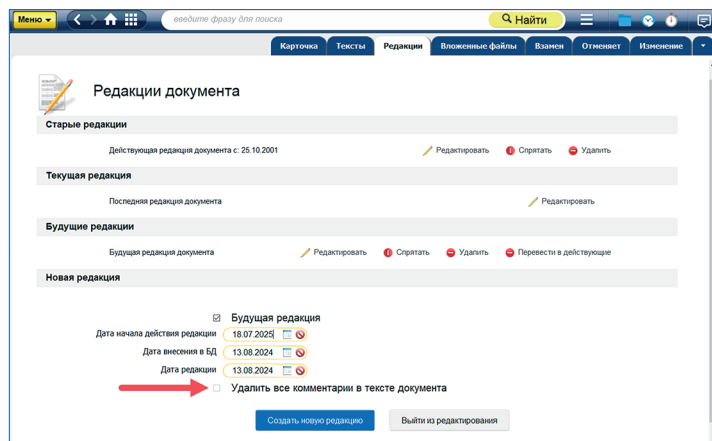 Меню
введите фразу для поиска
Найти
Карточка Тексты Редакции Вложенные файлы Взамен Отменяет Изменение
Редакции документа
Старые редакции
Действующая редакция документа с: 25.10.2001 Редактировать Спрятать Удалить
Текущая редакция
Последняя редакция документа Редактировать
Будущие редакции
Будущая редакция документа Редактировать Спрятать Удалить Перевести в действующие
Новая редакция
Будущая редакция
Дата начала действия редакции 18.07.2025
Дата внесения в БД 13.08.2024
Дата редакции 13.08.2024
Удалить все комментарии в тексте документа
Создать новую редакцию Выйти из редактирования